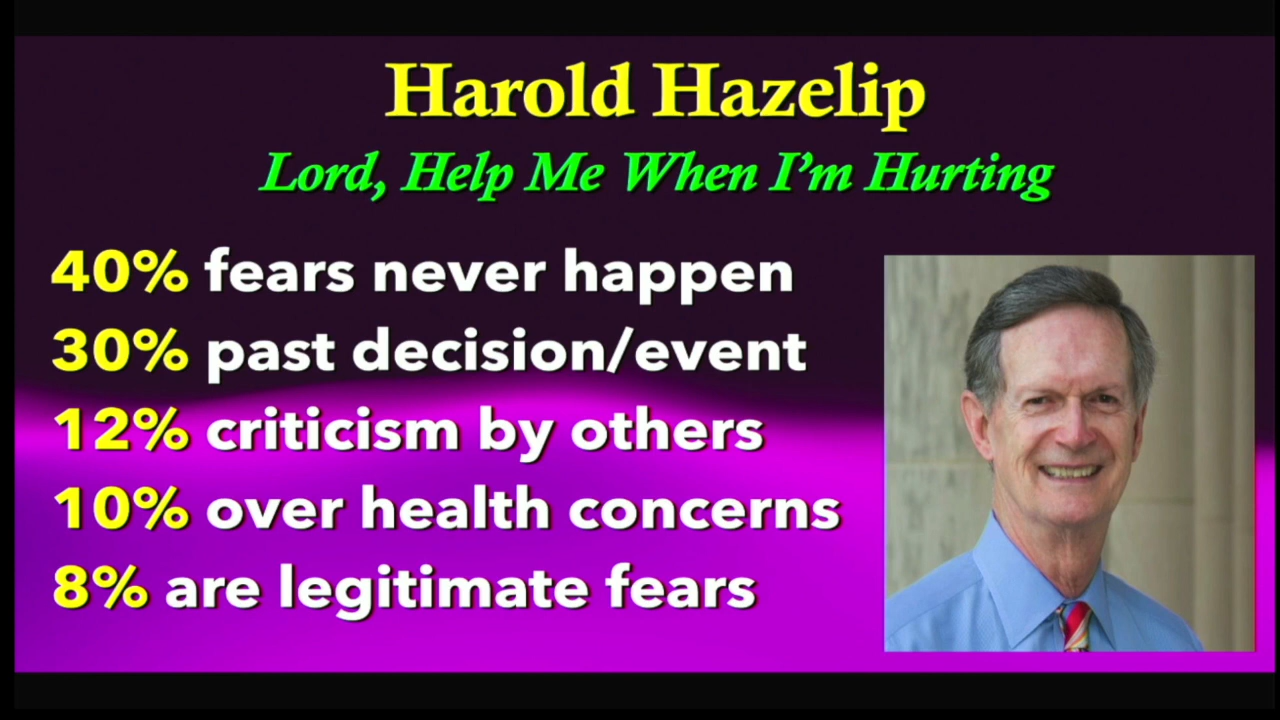 Harold Hazelip
Lord, Help Me When I’m Hurting
40% fears never happen
30% past decision/event
12% criticism by others
10% over health concerns
8% are legitimate fears